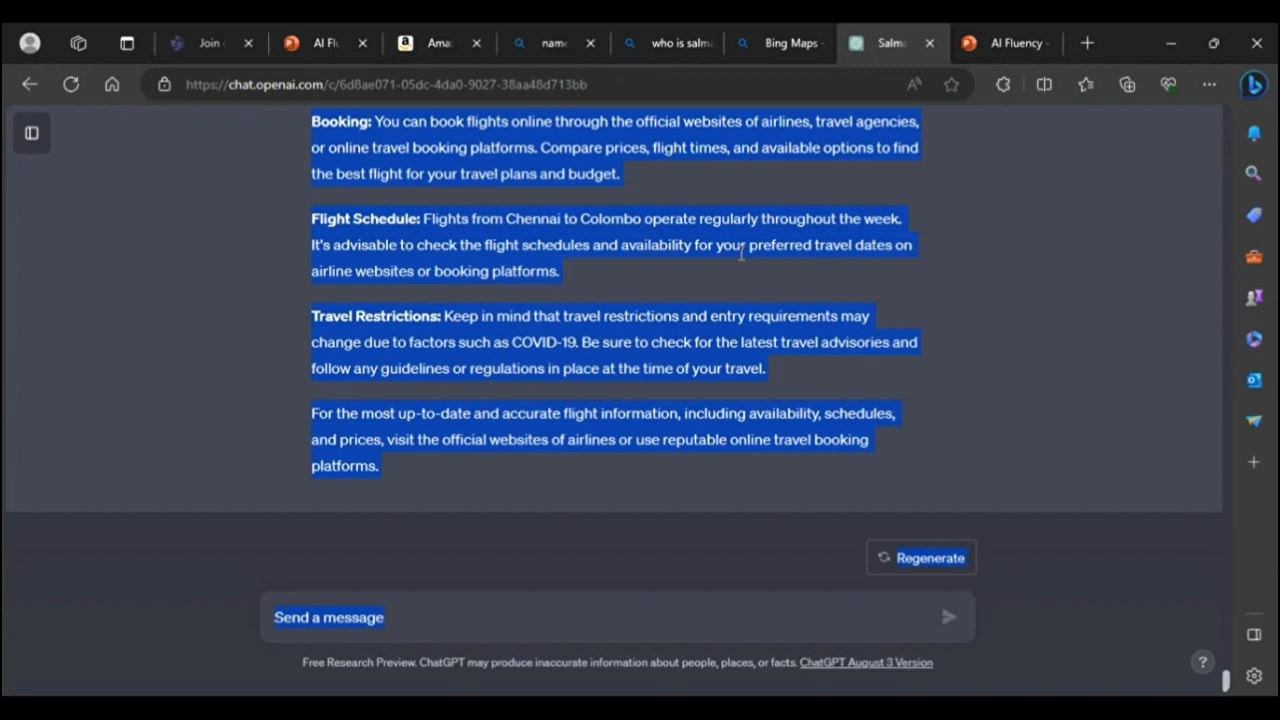 Join
AI Fl
Ama
nam
who is salm
Bing Maps
Salm
AI Fluency
https://chat.openai.com/c/6d8ae071-05dc-4da0-9027-38aa48d713bb
Booking: You can book flights online through the official websites of airlines, travel agencies,
or online travel booking platforms. Compare prices, flight times, and available options to find
the best flight for your travel plans and budget.
Flight Schedule: Flights from Chennai to Colombo operate regularly throughout the week.
It's advisable to check the flight schedules and availability for your preferred travel dates on
airline websites or booking platforms.
Travel Restrictions: Keep in mind that travel restrictions and entry requirements may
change due to factors such as COVID-19. Be sure to check for the latest travel advisories and
follow any guidelines or regulations in place at the time of your travel.
For the most up-to-date and accurate flight information, including availability, schedules,
and prices, visit the official websites of airlines or use reputable online travel booking
platforms.
Regenerate
Send a message
Free Research Preview. ChatGPT may produce inaccurate information about people, places, or facts. ChatGPT August 3 Version